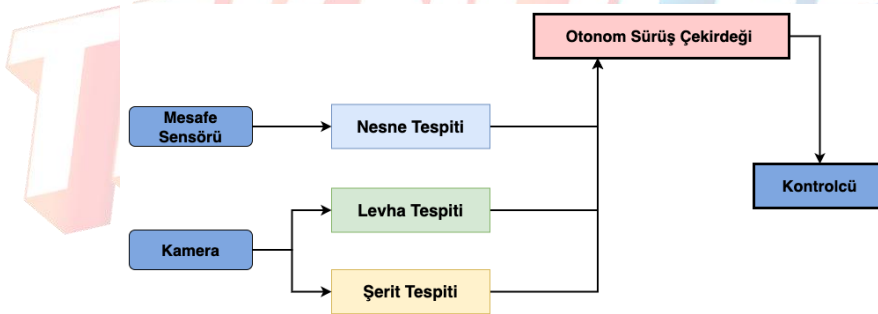 Otonom Sürüş Çekirdeği
Mesafe
Sensörü
Nesne Tespiti
Levha Tespiti
Kontrolcü
Kamera
Şerit Tespiti